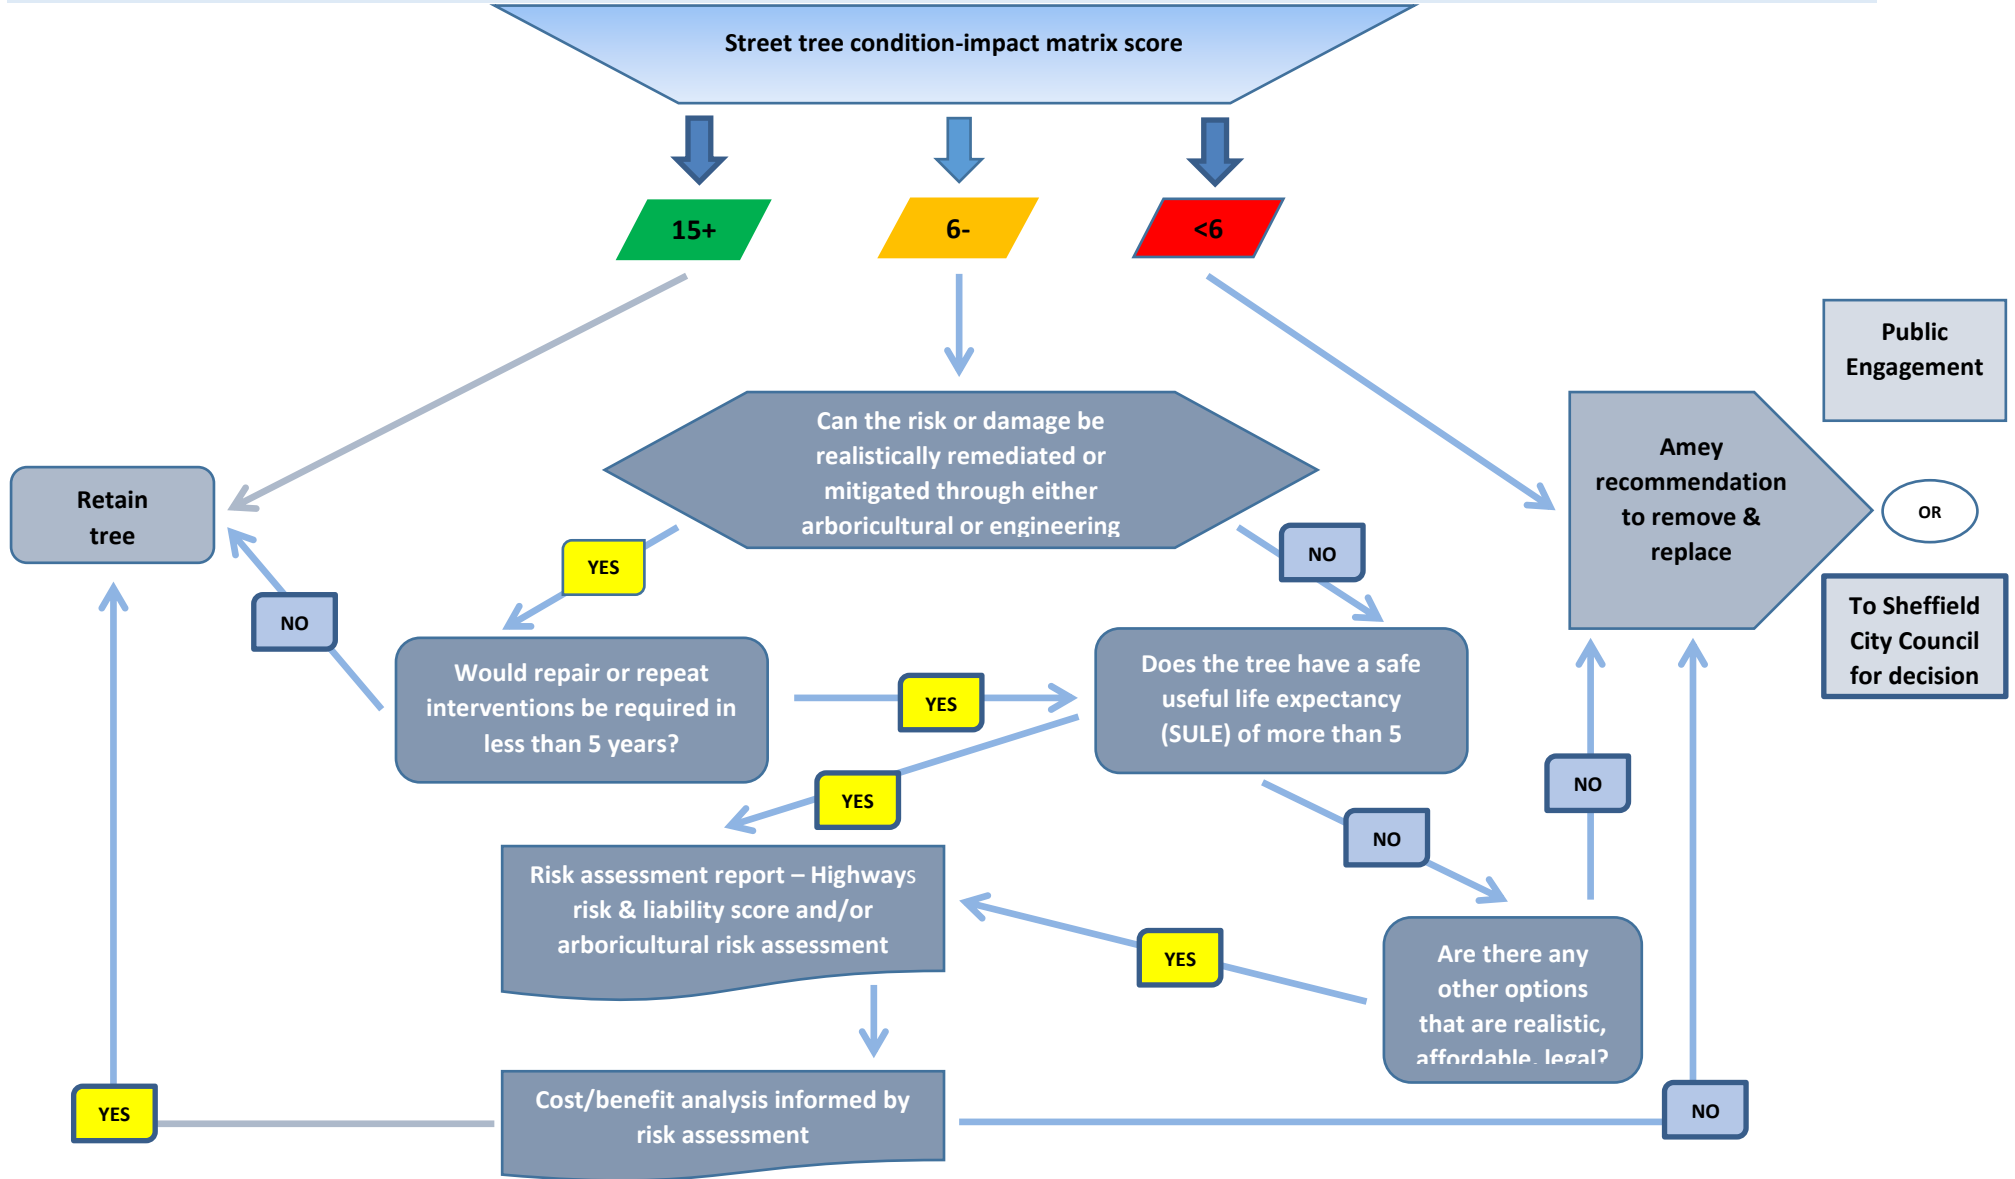 Street tree condition-impact matrix score
15+
6-
<6
Public
Engagement
Can the risk or damage be
realistically remediated or
mitigated through either
arboricultural or engineering
Amey
recommendation
to remove &
replace
Retain
tree
OR
YES
NO
NO
To Sheffield
City Council
for decision
Would repair or repeat
interventions be required in
less than 5 years?
YES
Does the tree have a safe
useful life expectancy
(SULE) of more than 5
YES
NO
NO
Risk assessment report – Highways
risk & liability score and/or
arboricultural risk assessment
YES
Are there any
other options
that are realistic,
affordable, legal?
Cost/benefit analysis informed by
risk assessment
YES
NO